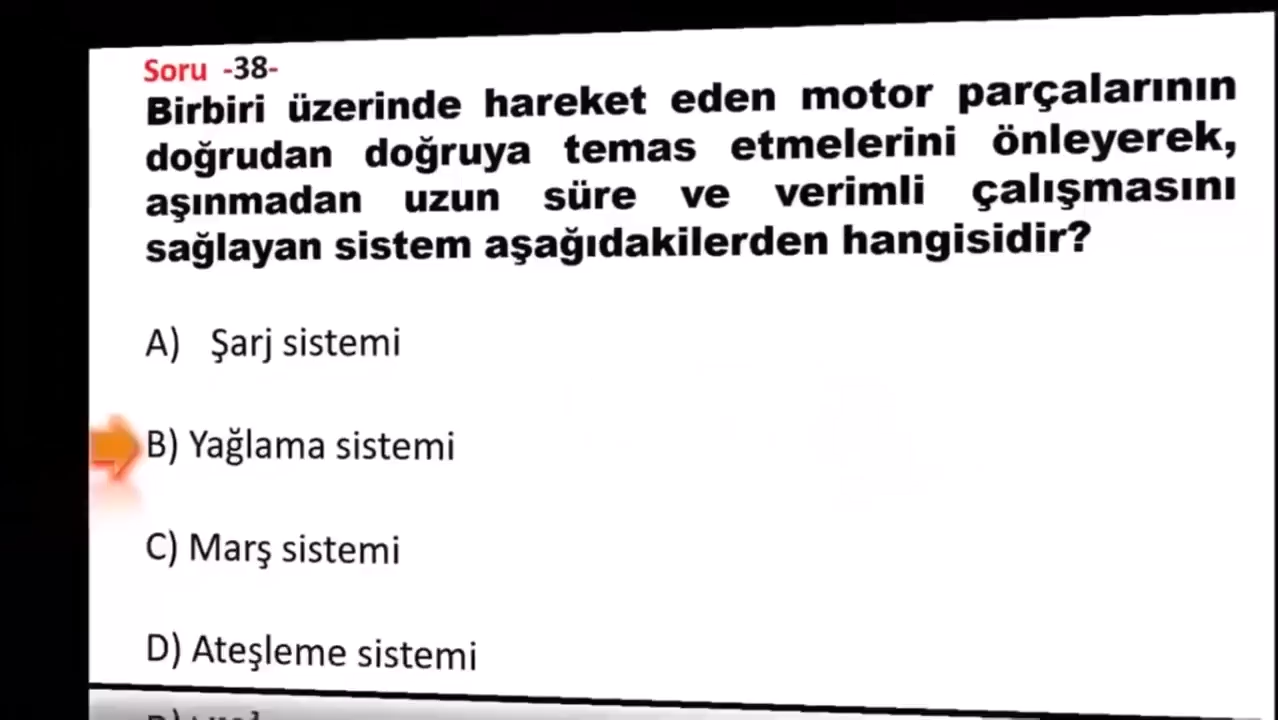 Soru -38-
Birbiri üzerinde hareket eden motor parçalarının
doğrudan doğruya temas etmelerini önleyerek,
aşınmadan uzun süre ve verimli çalışmasını
sağlayan sistem aşağıdakilerden hangisidir?
A) Şarj sistemi
B) Yağlama sistemi
C) Marş sistemi
D) Ateşleme sistemi